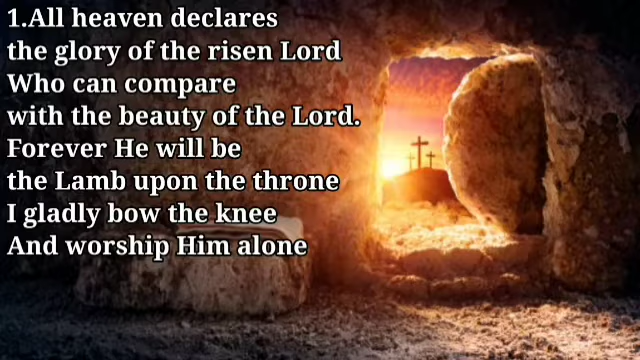 1.All heaven declares
the glory of the risen Lord
Who can compare
with the beauty of the Lord.
Forever He will be
the Lamb upon the throne
I gladly bow the knee
And worship Him alone